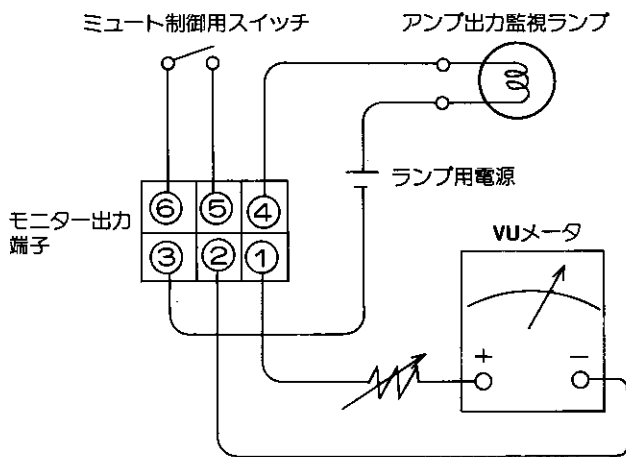 ミュート制御用スイッチ
アンプ出力監視ランプ
ランプ用電源
モニター出力
端子
⑥ ⑤ ④
③ ② ①
VUメータ
+ −